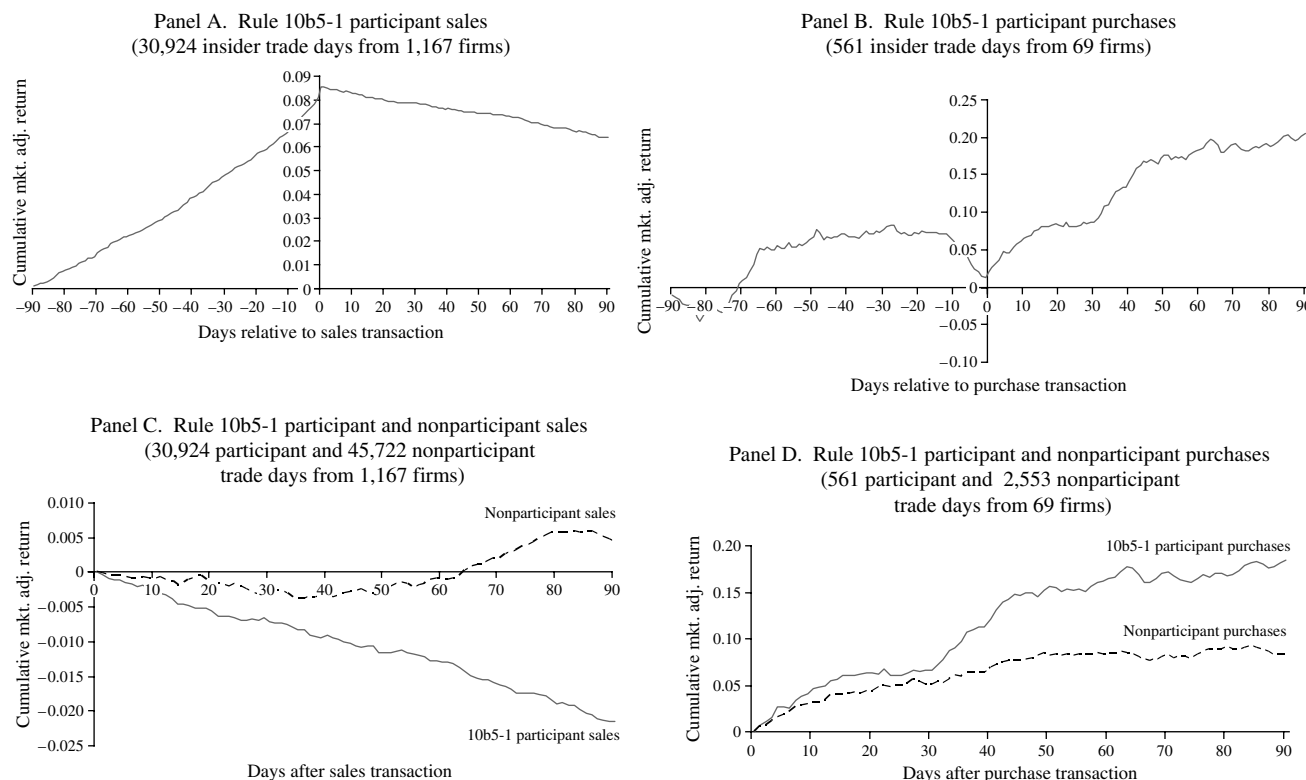 Panel A. Rule 10b5-1 participant sales
(30,924 insider trade days from 1,167 firms)
Cumulative mkt. adj. return
0.09
0.08
0.07
0.06
0.05
0.04
0.03
0.02
0.01
0
−90 −80 −70 −60 −50 −40 −30 −20 −10 0 10 20 30 40 50 60 70 80 90
Days relative to sales transaction
Panel B. Rule 10b5-1 participant purchases
(561 insider trade days from 69 firms)
Cumulative mkt. adj. return
0.25
0.20
0.15
0.10
0.05
0
−0.05
−0.10
−90 −80 −70 −60 −50 −40 −30 −20 −10 0 10 20 30 40 50 60 70 80 90
Days relative to purchase transaction
Panel C. Rule 10b5-1 participant and nonparticipant sales
(30,924 participant and 45,722 nonparticipant
trade days from 1,167 firms)
Cumulative mkt. adj. return
0.010
0.005
0
−0.005
−0.010
−0.015
−0.020
−0.025
Nonparticipant sales
0 10 20 30 40 50 60 70 80 90
10b5-1 participant sales
Days after sales transaction
Panel D. Rule 10b5-1 participant and nonparticipant purchases
(561 participant and 2,553 nonparticipant
trade days from 69 firms)
Cumulative mkt. adj. return
0.20
0.15
0.10
0.05
0
10b5-1 participant purchases
Nonparticipant purchases
0 10 20 30 40 50 60 70 80 90
Days after purchase transaction